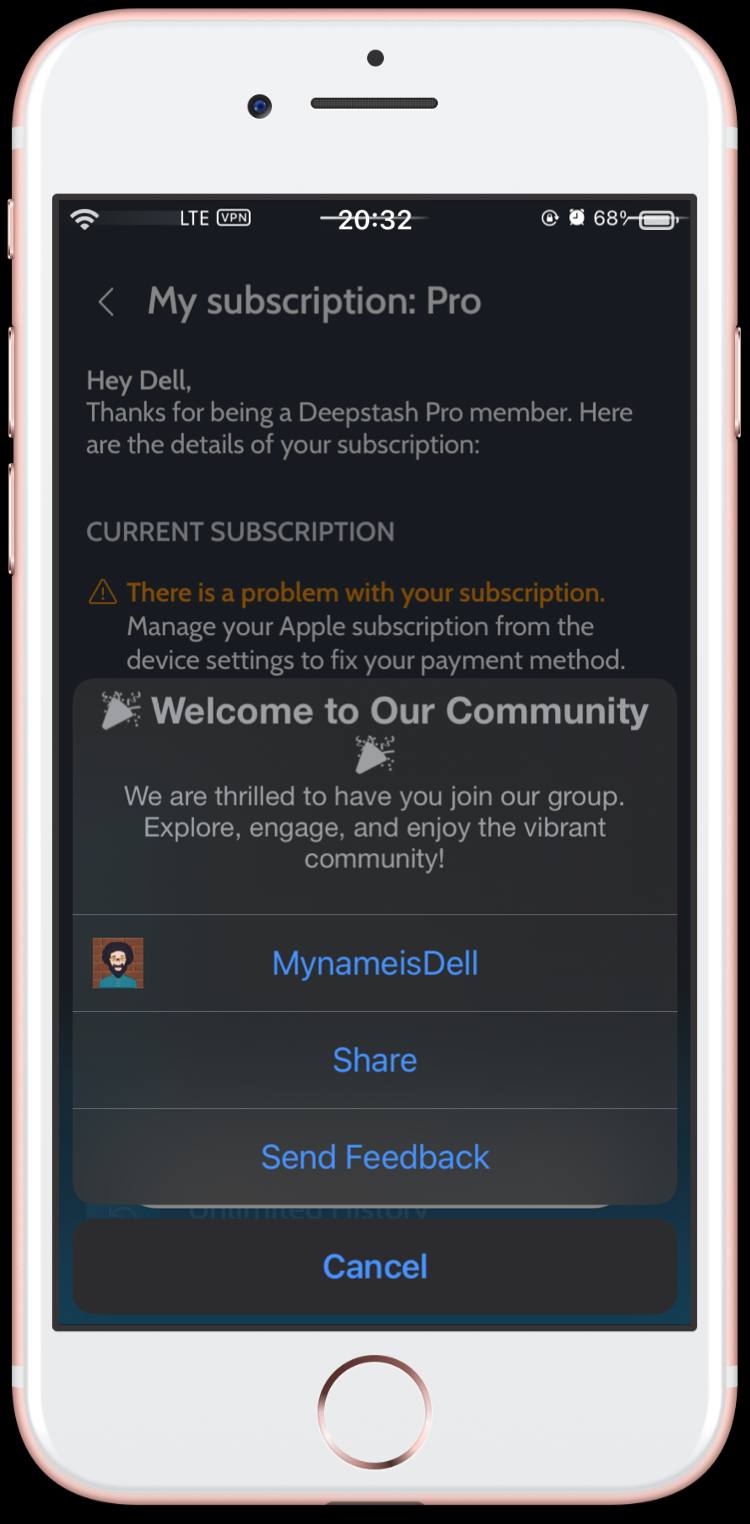 LTE VPN 20:32 68%
My subscription: Pro
Hey Dell,
Thanks for being a Deepstash Pro member. Here
are the details of your subscription:
CURRENT SUBSCRIPTION
There is a problem with your subscription.
Manage your Apple subscription from the
device settings to fix your payment method.
🎉 Welcome to Our Community
🎉
We are thrilled to have you join our group.
Explore, engage, and enjoy the vibrant
community!
MynameisDell
Share
Send Feedback
Unlimited History
Cancel